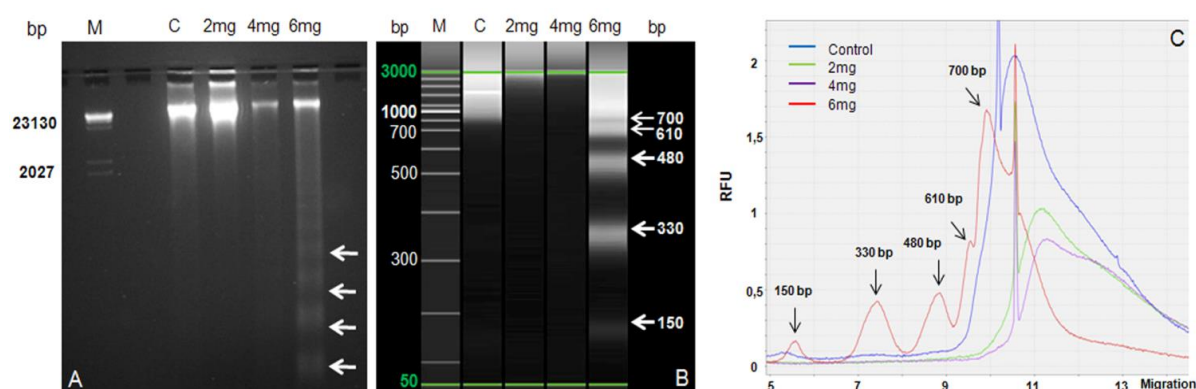 bp M C 2mg 4mg 6mg
23130
2027
A
bp M C 2mg 4mg 6mg bp
3000
1000
700
500
300
50
700
610
480
330
150
B
C
RFU
2
1,5
1
0,5
0
Control
2mg
4mg
6mg
700 bp
610 bp
480 bp
330 bp
150 bp
5 7 9 11 13
Migration